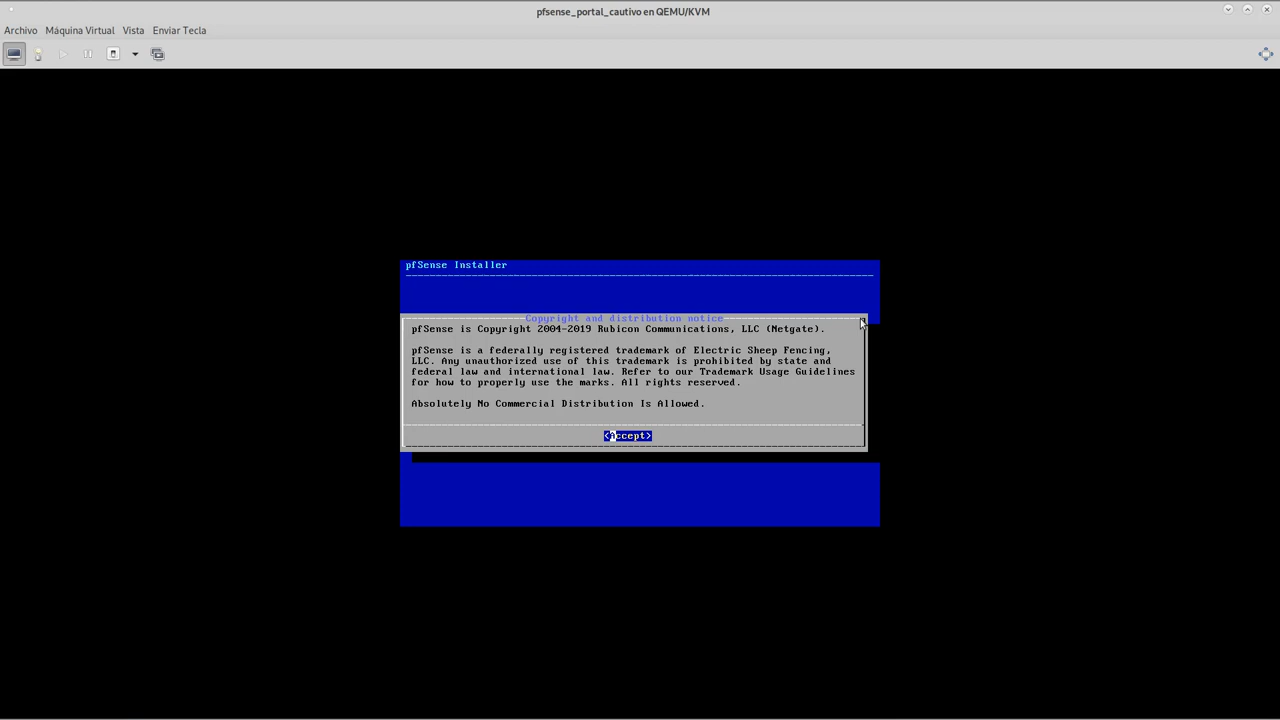 pfsense_portal_cautivo en QEMU/KVM
Archivo Máquina Virtual Vista Enviar Tecla
pfSense Installer
Copyright and distribution notice
pfSense is Copyright 2004-2019 Rubicon Communications, LLC (Netgate).
pfSense is a federally registered trademark of Electric Sheep Fencing,
LLC. Any unauthorized use of this trademark is prohibited by state and
federal law and international law. Refer to our Trademark Usage Guidelines
for how to properly use the marks. All rights reserved.
Absolutely No Commercial Distribution Is Allowed.
<Accept>